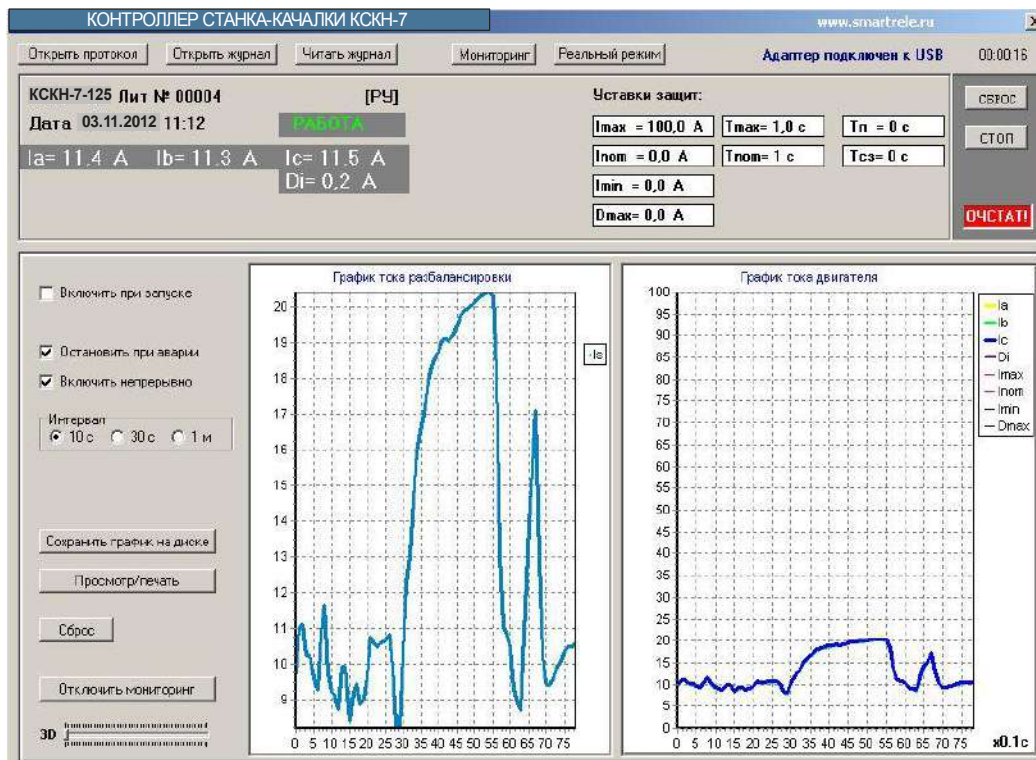 КОНТРОЛЛЕР СТАНКА-КАЧАЛКИ КСКН-7
www.smartrele.ru
Открыть протокол Открыть журнал Читать журнал Мониторинг Реальный режим Адаптер подключен к USB 00:00:16
КСКН-7-125 Лит № 00004 [РУ]
Дата 03.11.2012 11:12 РАБОТА
Ia= 11,4 A Ib= 11,3 A Ic= 11,5 A
Di= 0,2 A
Уставки защит:
Imax = 100,0 A Tmax= 1,0 c Тп = 0 c
Inom = 0,0 A Tnom= 1 c Тсз= 0 c
Imin = 0,0 A
Dmax= 0,0 A
СБРОС
СТОП
ОЧСТАТ!
Включить при запуске
Остановить при аварии
Включить непрерывно
Интервал
10 с 30 с 1 м
Сохранить график на диске
Просмотр/печать
Сброс
Отключить мониторинг
3D
График тока разбалансировки
20
19
18
17
16
15
14
13
12
11
10
9
0 5 10 15 20 25 30 35 40 45 50 55 60 65 70 75
Ic
График тока двигателя
100
95
90
85
80
75
70
65
60
55
50
45
40
35
30
25
20
15
10
5
0
0 5 10 15 20 25 30 35 40 45 50 55 60 65 70 75 x0.1c
Ia
Ib
Ic
Di
Imax
Inom
Imin
Dmax